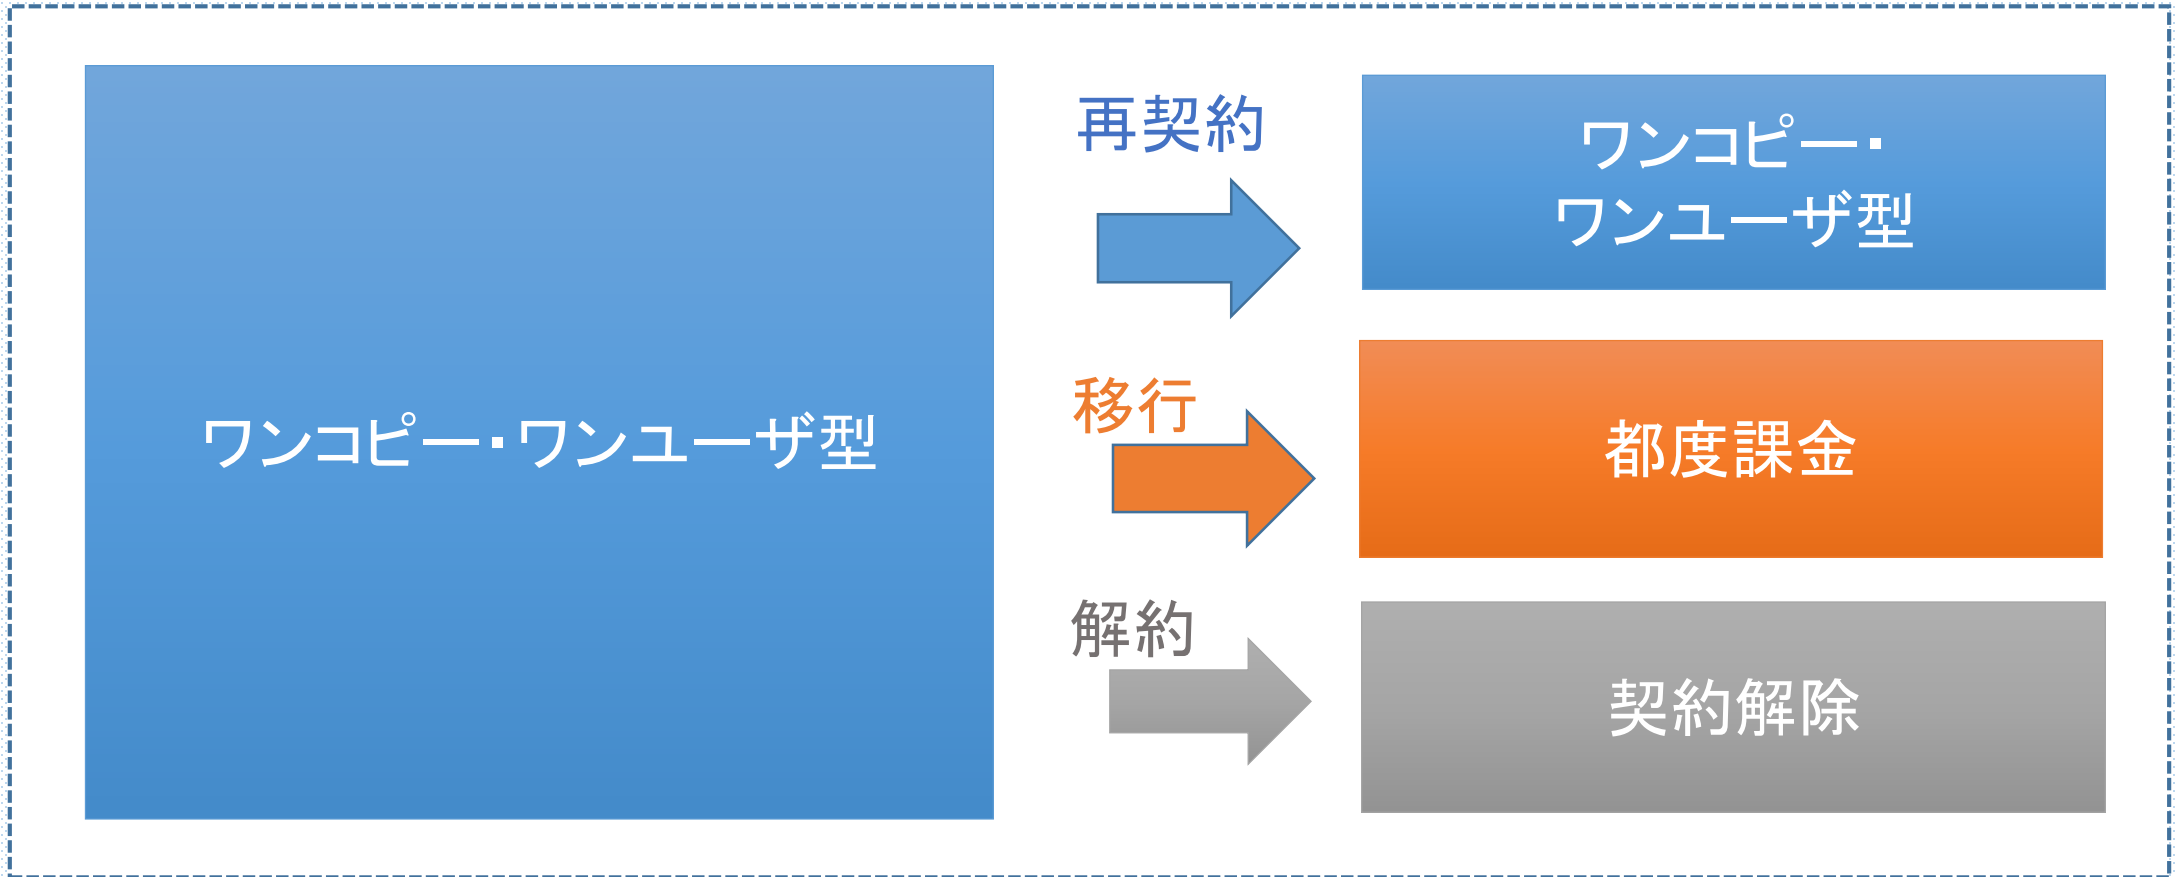 ワンコピー・ワンユーザ型
再契約
ワンコピー・
ワンユーザ型
移行
都度課金
解約
契約解除